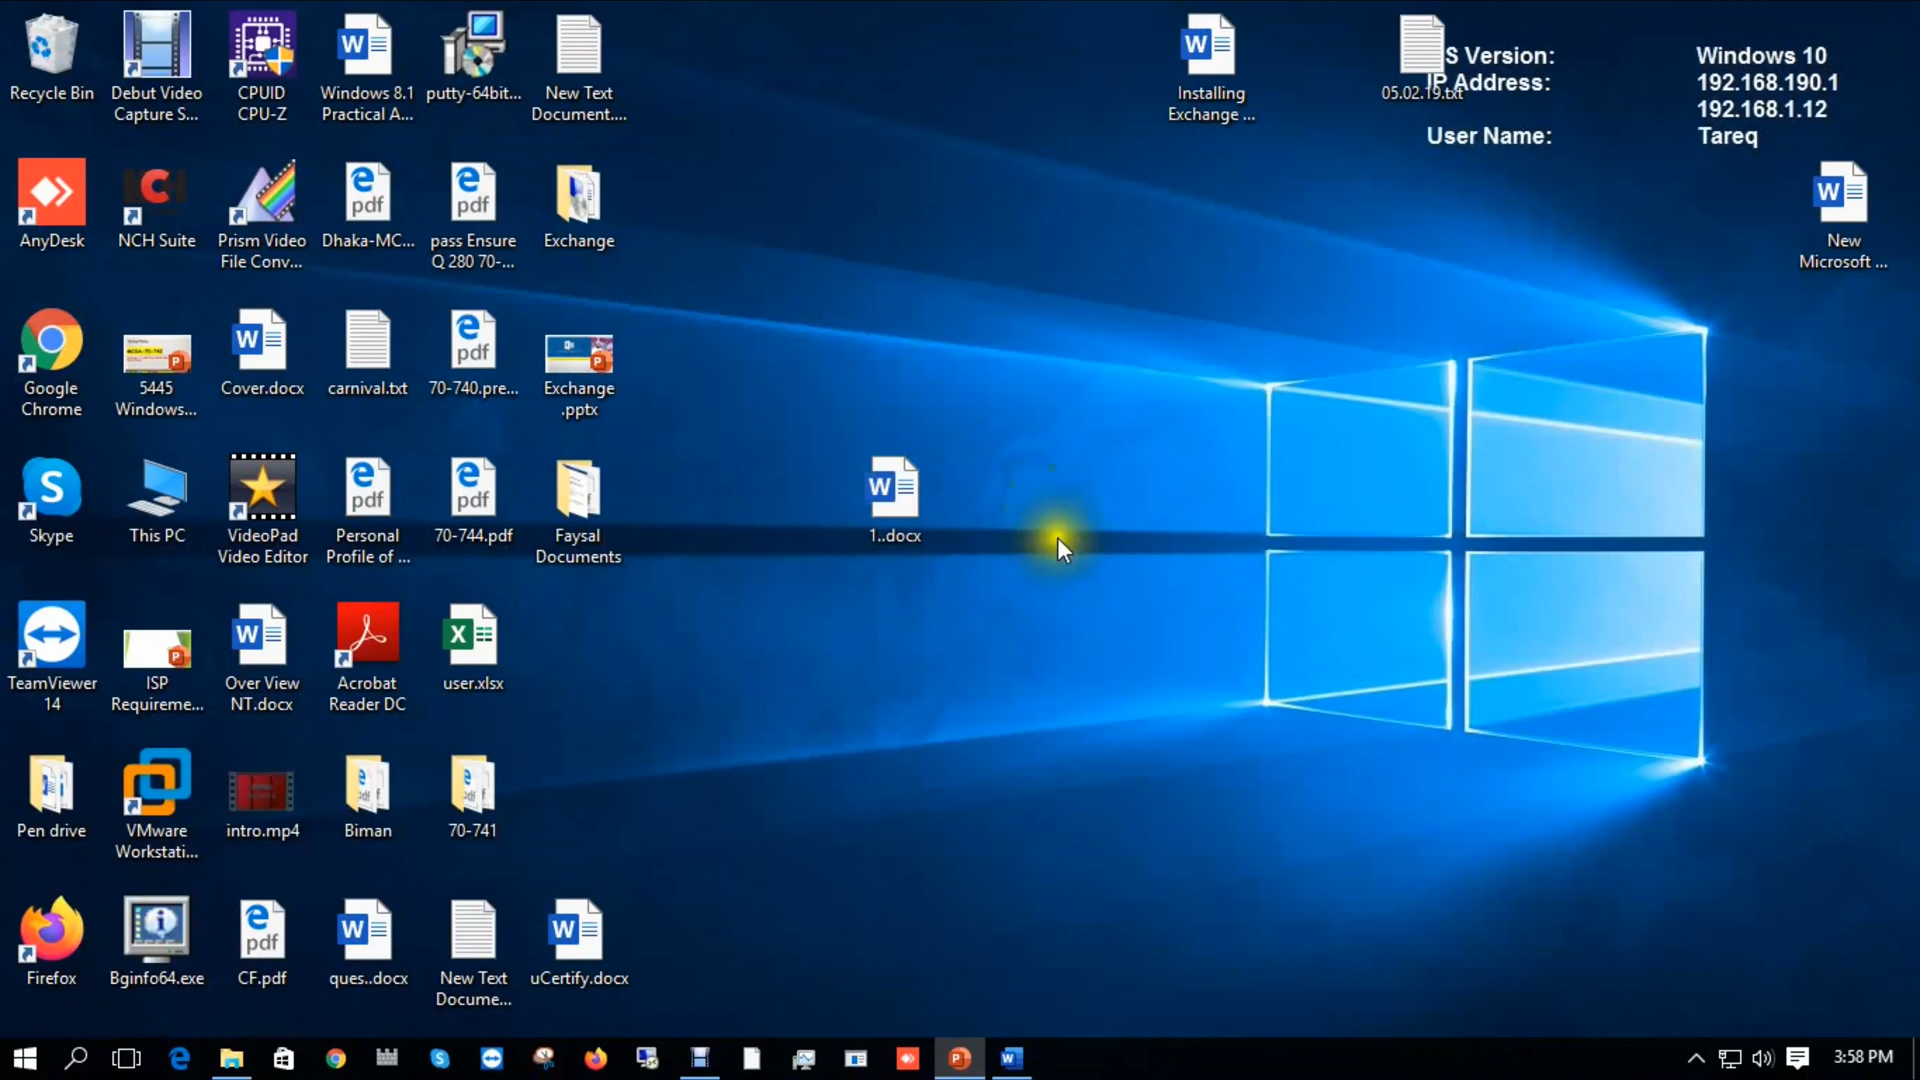 Recycle Bin
Debut Video
Capture S...
CPUID
CPU-Z
Windows 8.1
Practical A...
putty-64bit...
New Text
Document....
Installing
Exchange ...
05.02.19.txt
S Version:
Windows 10
IP Address:
192.168.190.1
192.168.1.12
User Name:
Tareq
AnyDesk
NCH Suite
Prism Video
File Conv...
Dhaka-MC...
pass Ensure
Q 280 70-...
Exchange
New
Microsoft ...
Google
Chrome
5445
Windows...
Cover.docx
carnival.txt
70-740.pre...
Exchange
.pptx
Skype
This PC
VideoPad
Video Editor
Personal
Profile of ...
70-744.pdf
Faysal
Documents
1..docx
TeamViewer
14
ISP
Requireme...
Over View
NT.docx
Acrobat
Reader DC
user.xlsx
Pen drive
VMware
Workstati...
intro.mp4
Biman
70-741
Firefox
Bginfo64.exe
CF.pdf
ques..docx
New Text
Docume...
uCertify.docx
3:58 PM